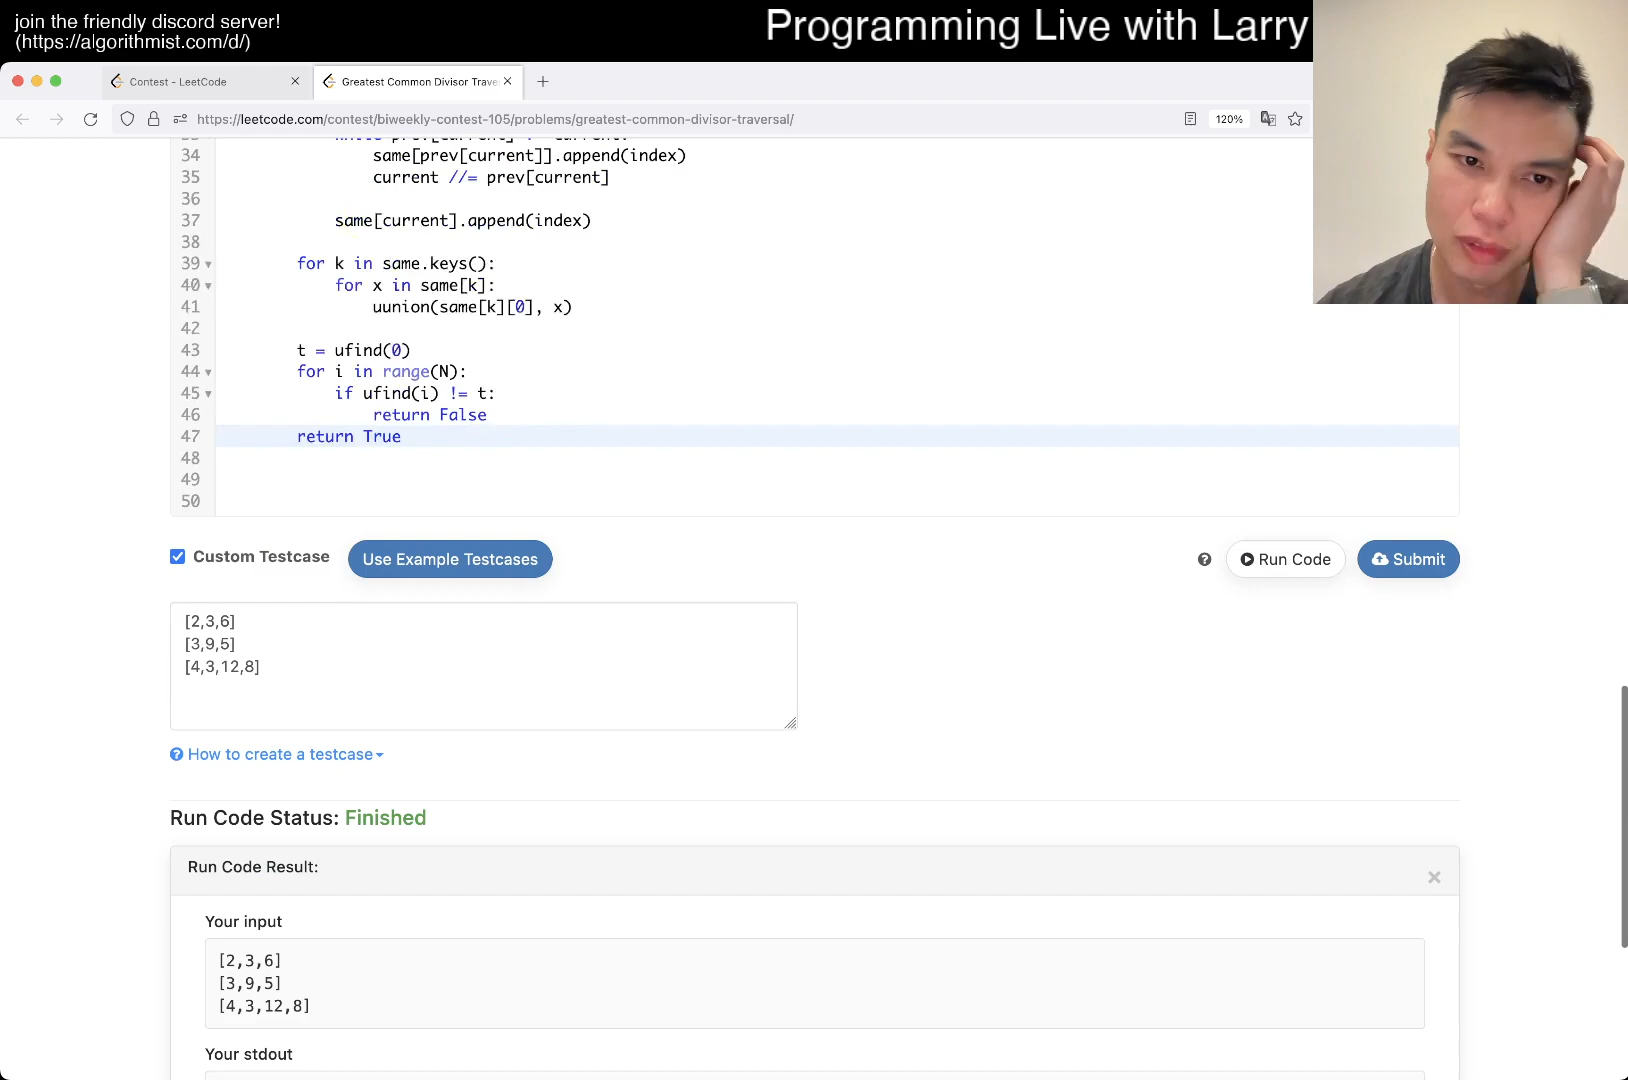 join the friendly discord server!
(https://algorithmist.com/d/)
Programming Live with Larry
Contest - LeetCode
Greatest Common Divisor Trave
https://leetcode.com/contest/biweekly-contest-105/problems/greatest-common-divisor-traversal/
120%
34 same[prev[current]].append(index)
35 current //= prev[current]
36
37 same[current].append(index)
38
39 for k in same.keys():
40 for x in same[k]:
41 uunion(same[k][0], x)
42
43 t = ufind(0)
44 for i in range(N):
45 if ufind(i) != t:
46 return False
47 return True
48
49
50
Custom Testcase
Use Example Testcases
Run Code
Submit
[2,3,6]
[3,9,5]
[4,3,12,8]
How to create a testcase
Run Code Status: Finished
Run Code Result:
Your input
[2,3,6]
[3,9,5]
[4,3,12,8]
Your stdout